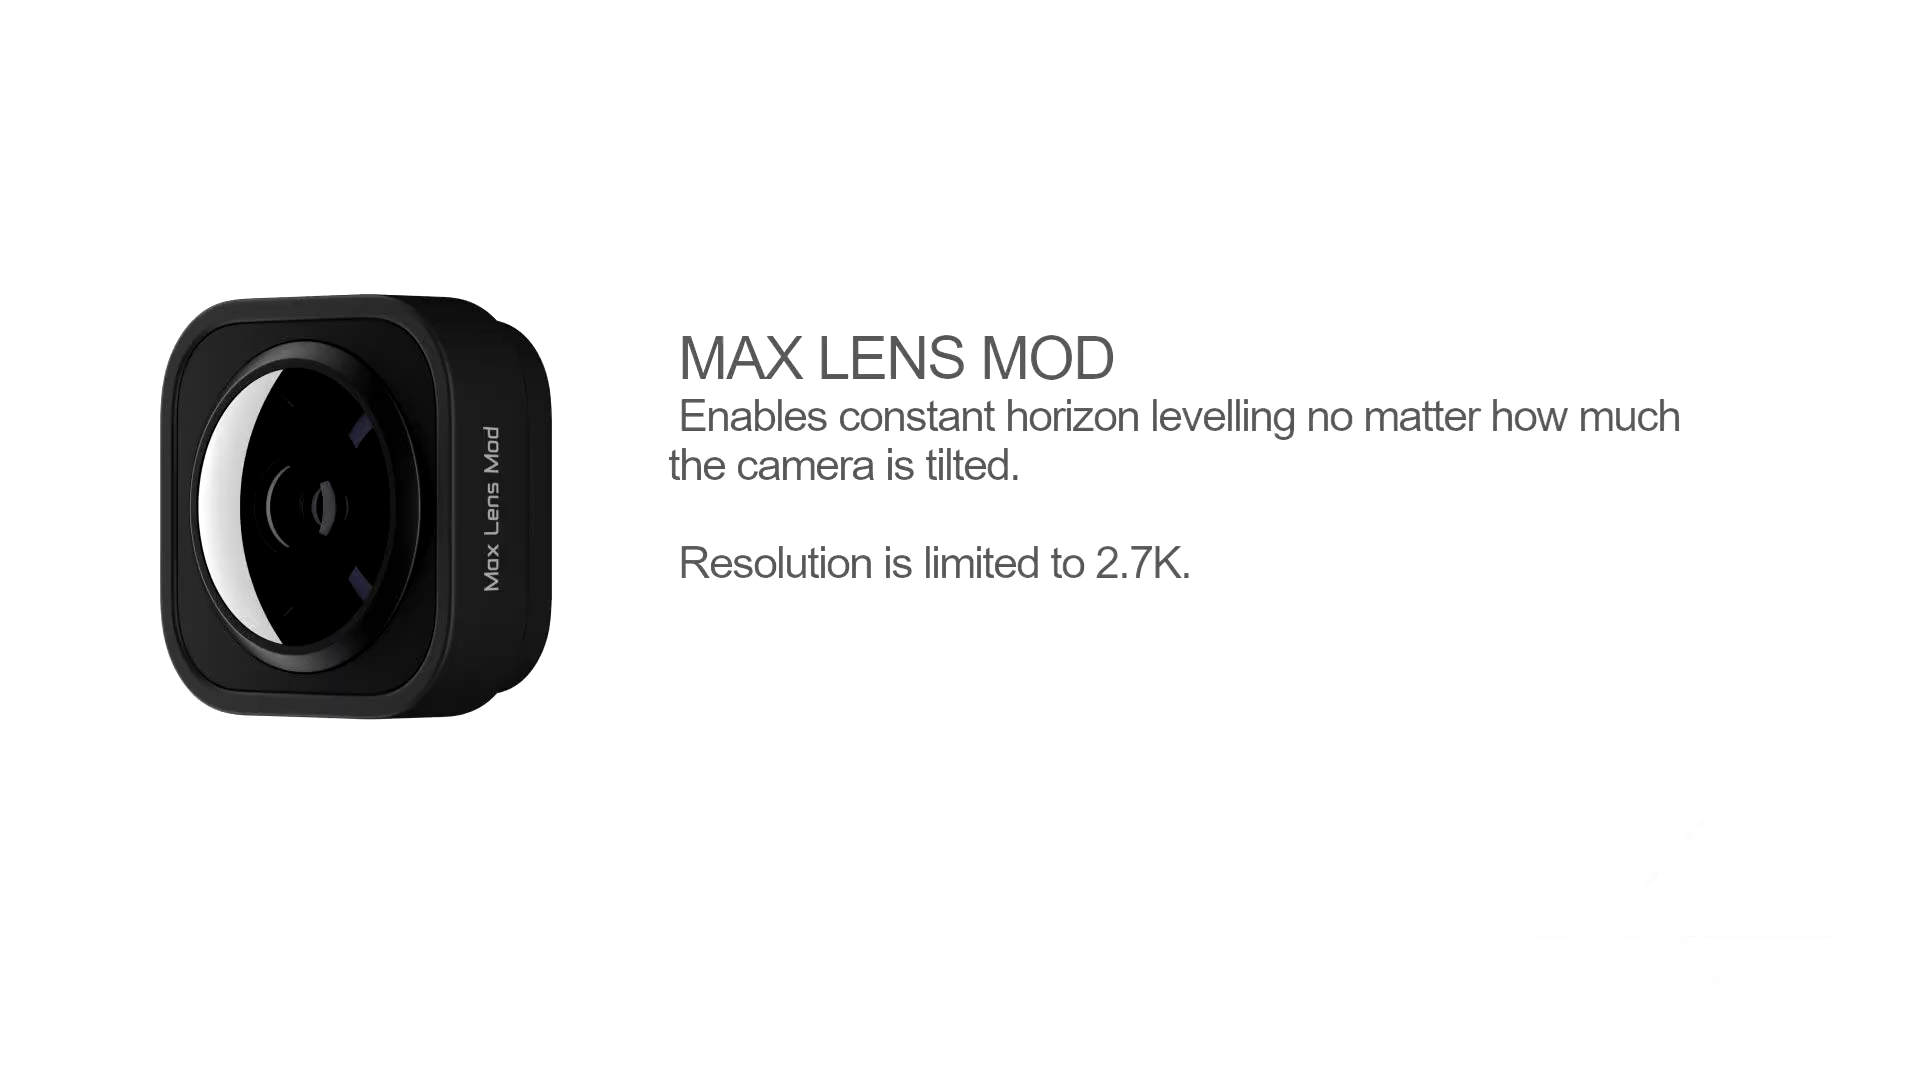 MAX LENS MOD
Enables constant horizon levelling no matter how much
the camera is tilted.
Resolution is limited to 2.7K.
Max Lens Mod